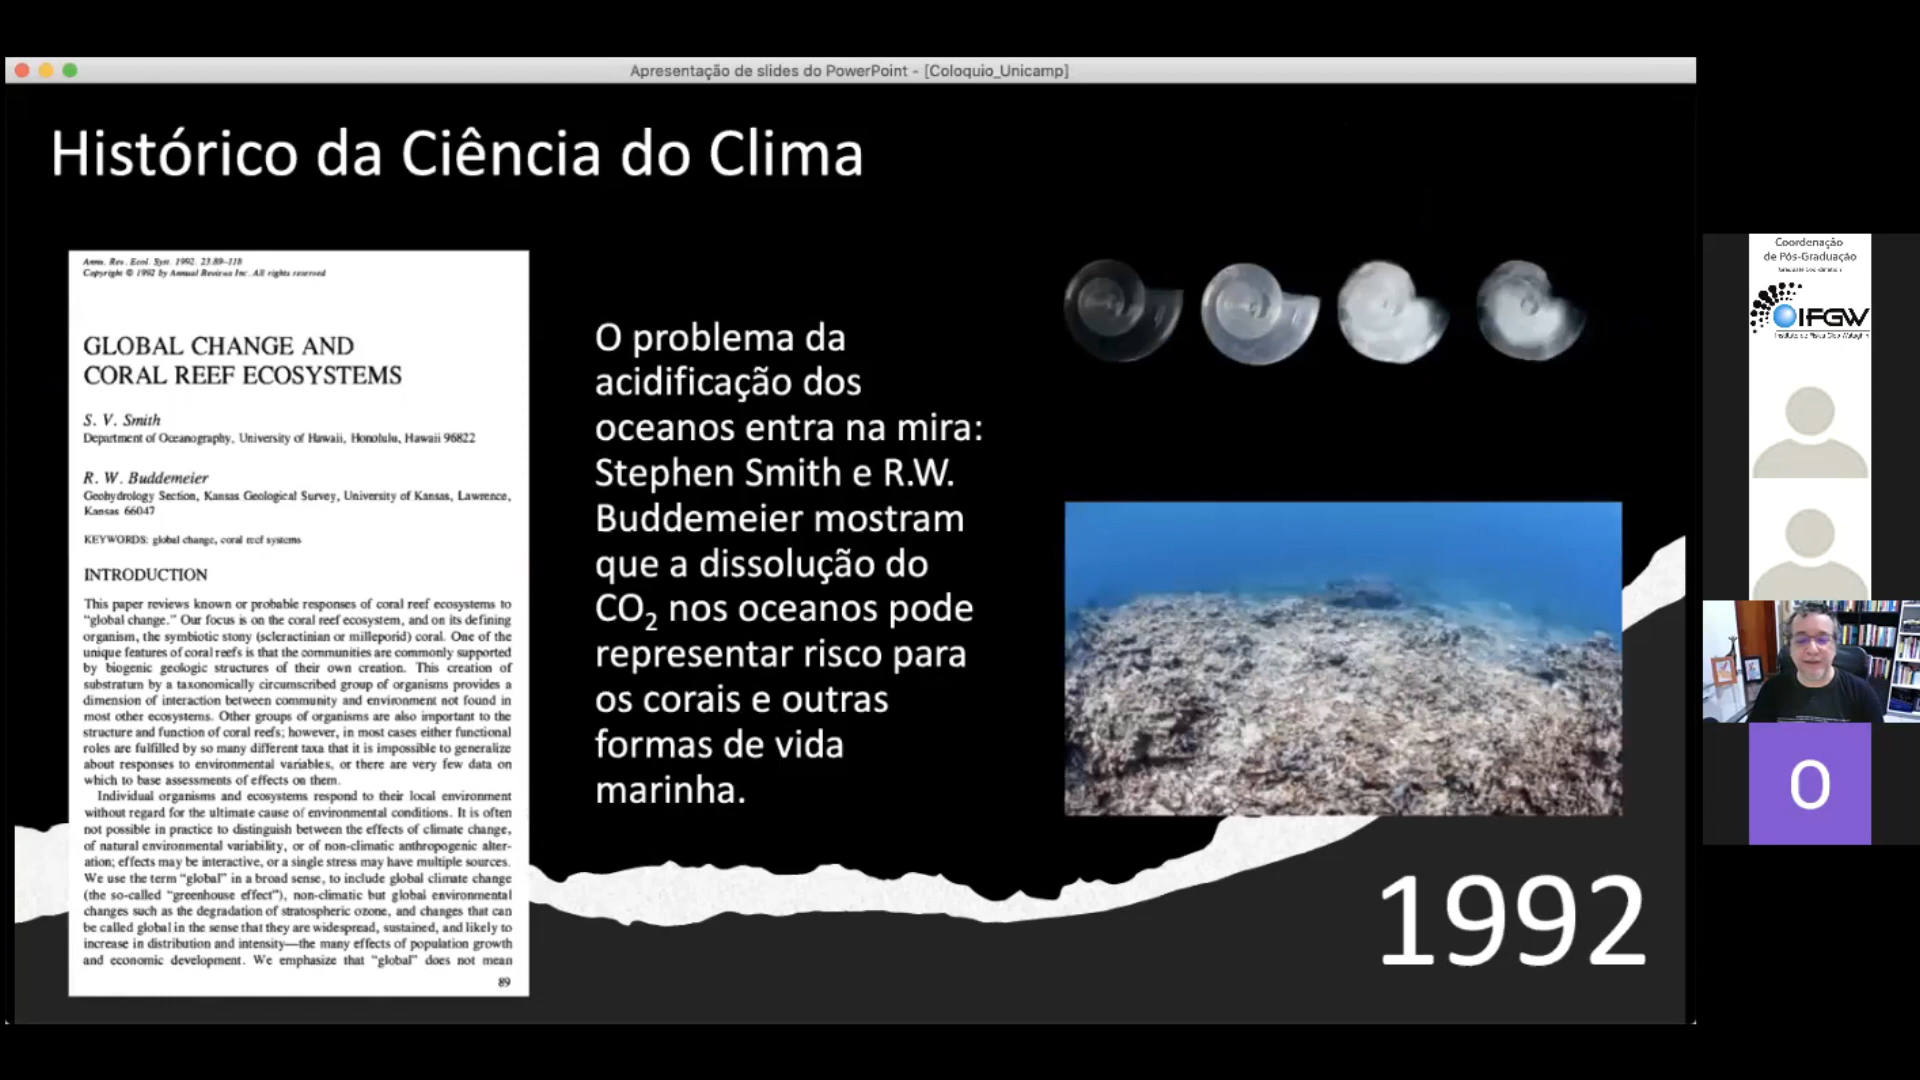 Apresentação de slides do PowerPoint - [Coloquio_Unicamp]
Histórico da Ciência do Clima
Annu. Rev. Ecol. Syst. 1992. 23:89–118
Copyright © 1992 by Annual Reviews Inc. All rights reserved
GLOBAL CHANGE AND
CORAL REEF ECOSYSTEMS
S. V. Smith
Department of Oceanography, University of Hawaii, Honolulu, Hawaii 96822
R. W. Buddemeier
Geohydrology Section, Kansas Geological Survey, University of Kansas, Lawrence,
Kansas 66047
KEYWORDS: global change, coral reef systems
INTRODUCTION
This paper reviews known or probable responses of coral reef ecosystems to
“global change.” Our focus is on the coral reef ecosystem, and on its defining
organism, the symbiotic stony (scleractinian or milleporid) coral. One of the
unique features of coral reefs is that the communities are commonly supported
by biogenic geologic structures of their own creation. This creation of
substratum by a taxonomically circumscribed group of organisms provides a
dimension of interaction between community and environment not found in
most other ecosystems. Other groups of organisms are also important to the
structure and function of coral reefs; however, in most cases either functional
roles are fulfilled by so many different taxa that it is impossible to generalize
about responses to environmental variables, or there are very few data on
which to base assessments of effects on them.
Individual organisms and ecosystems respond to their local environment
without regard for the ultimate cause of environmental conditions. It is often
not possible in practice to distinguish between the effects of climate change,
of natural environmental variability, or of non-climatic anthropogenic alter-
ation; effects may be interactive, or a single stress may have multiple sources.
We use the term “global” in a broad sense, to include global climate change
(the so-called “greenhouse effect”), non-climatic but global environmental
changes such as the degradation of stratospheric ozone, and changes that can
be called global in the sense that they are widespread, sustained, and likely to
increase in distribution and intensity—the many effects of population growth
and economic development. We emphasize that “global” does not mean
89
O problema da
acidificação dos
oceanos entra na mira:
Stephen Smith e R.W.
Buddemeier mostram
que a dissolução do
CO₂ nos oceanos pode
representar risco para
os corais e outras
formas de vida
marinha.
1992
Coordenação
de Pós-Graduação
IFGW
O